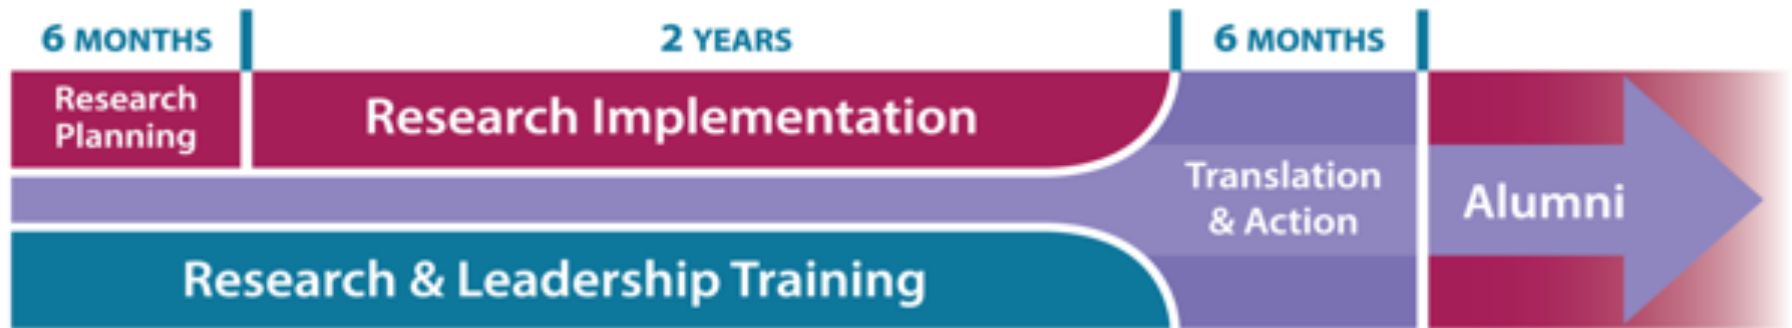 6 MONTHS
2 YEARS
6 MONTHS
Research
Planning
Research Implementation
Translation
& Action
Alumni
Research & Leadership Training